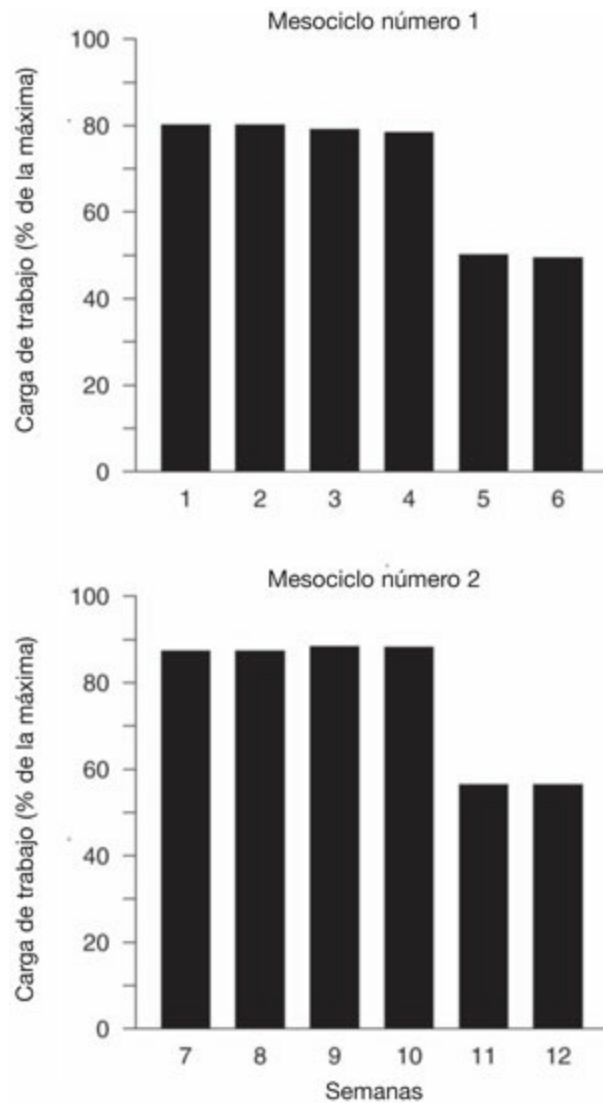 Mesociclo número 1
Carga de trabajo (% de la máxima)
100
80
60
40
20
0
1 2 3 4 5 6
Mesociclo número 2
Carga de trabajo (% de la máxima)
100
80
60
40
20
0
7 8 9 10 11 12
Semanas